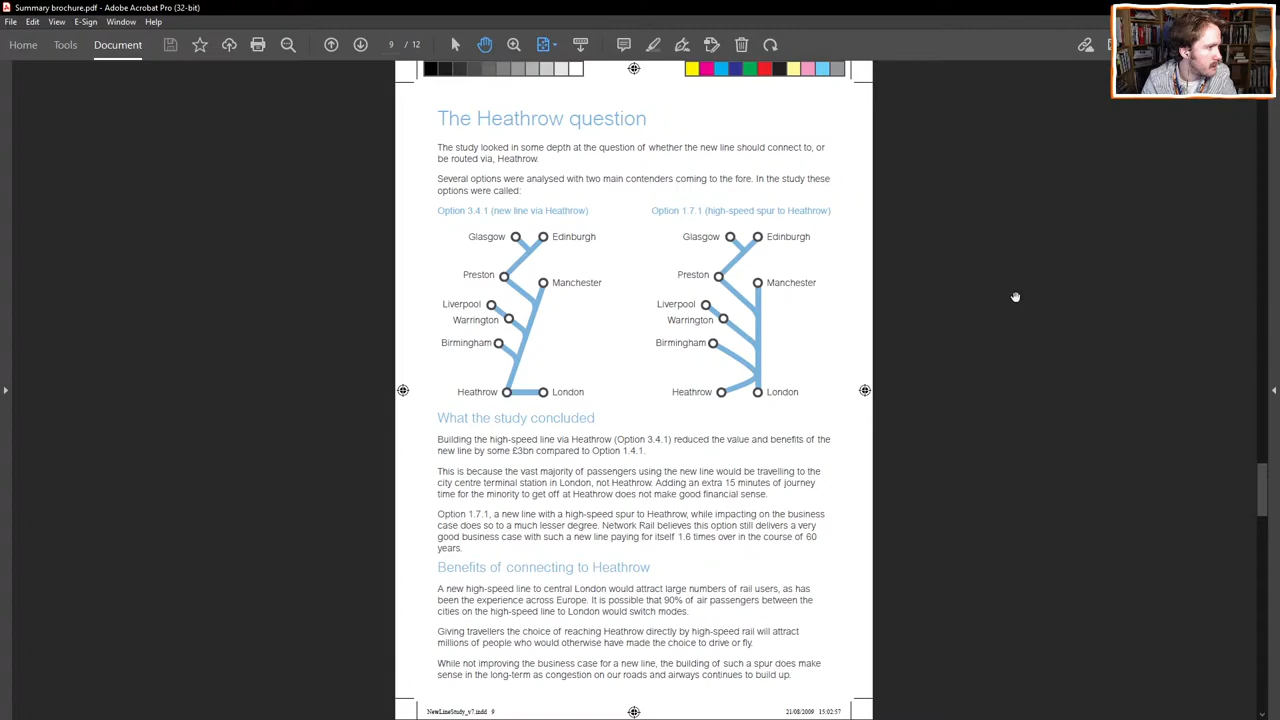 Summary brochure.pdf - Adobe Acrobat Pro (32-bit)
File Edit View E-Sign Window Help
Home Tools Document 9 / 12
The Heathrow question
The study looked in some depth at the question of whether the new line should connect to, or
be routed via, Heathrow.
Several options were analysed with two main contenders coming to the fore. In the study these
options were called:
Option 3.4.1 (new line via Heathrow)
Glasgow Edinburgh
Preston
Manchester
Liverpool
Warrington
Birmingham
Heathrow London
Option 1.7.1 (high-speed spur to Heathrow)
Glasgow Edinburgh
Preston
Manchester
Liverpool
Warrington
Birmingham
Heathrow London
What the study concluded
Building the high-speed line via Heathrow (Option 3.4.1) reduced the value and benefits of the
new line by some £3bn compared to Option 1.4.1.
This is because the vast majority of passengers using the new line would be travelling to the
city centre terminal station in London, not Heathrow. Adding an extra 15 minutes of journey
time for the minority to get off at Heathrow does not make good financial sense.
Option 1.7.1, a new line with a high-speed spur to Heathrow, while impacting on the business
case does so to a much lesser degree. Network Rail believes this option still delivers a very
good business case with such a new line paying for itself 1.6 times over in the course of 60
years.
Benefits of connecting to Heathrow
A new high-speed line to central London would attract large numbers of rail users, as has
been the experience across Europe. It is possible that 90% of air passengers between the
cities on the high-speed line to London would switch modes.
Giving travellers the choice of reaching Heathrow directly by high-speed rail will attract
millions of people who would otherwise have made the choice to drive or fly.
While not improving the business case for a new line, the building of such a spur does make
sense in the long-term as congestion on our roads and airways continues to build up.
NewLineStudy_v7.indd 9 21/08/2009 15:02:57